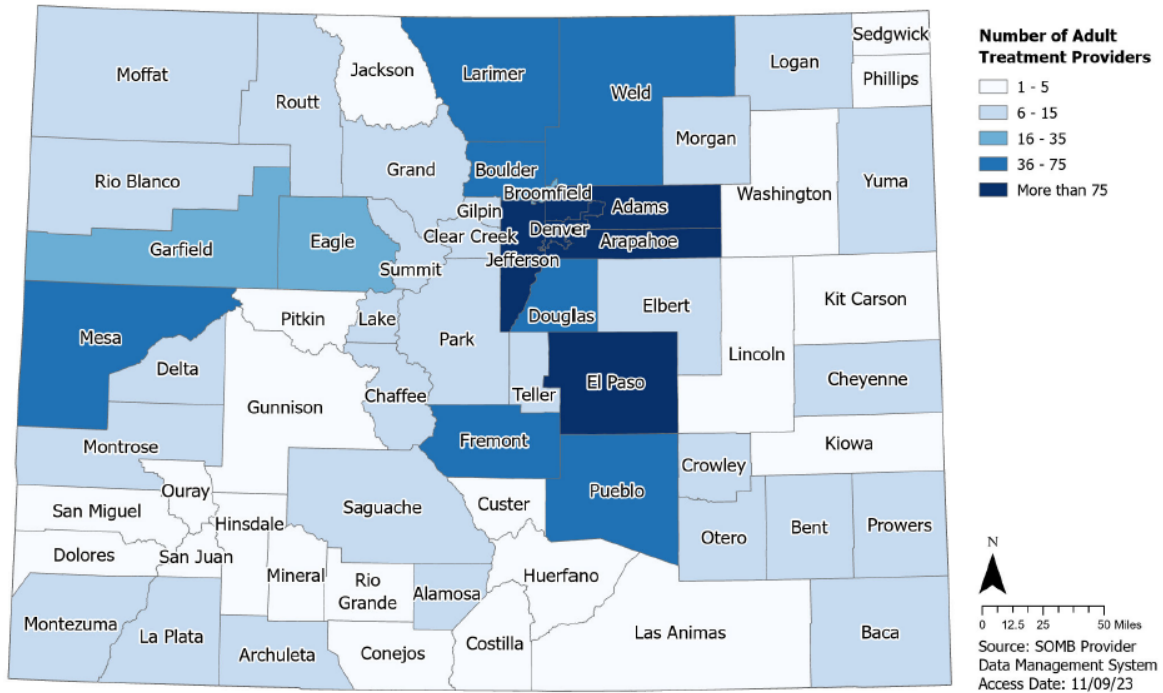 Number of Adult
Treatment Providers
1 - 5
6 - 15
16 - 35
36 - 75
More than 75
Moffat
Routt
Jackson
Larimer
Weld
Logan
Sedgwick
Phillips
Morgan
Rio Blanco
Grand
Boulder
Broomfield
Washington
Yuma
Gilpin
Adams
Garfield
Eagle
Clear Creek
Denver
Arapahoe
Summit
Jefferson
Mesa
Pitkin
Lake
Park
Douglas
Elbert
Kit Carson
Delta
Lincoln
Gunnison
Chaffee
Teller
El Paso
Cheyenne
Montrose
Fremont
Kiowa
Ouray
Crowley
San Miguel
Hinsdale
Saguache
Custer
Pueblo
Otero
Bent
Prowers
Dolores
San Juan
Mineral
Rio
Grande
Alamosa
Huerfano
Montezuma
La Plata
Archuleta
Conejos
Costilla
Las Animas
Baca
N
0 12.5 25 50 Miles
Source: SOMB Provider
Data Management System
Access Date: 11/09/23